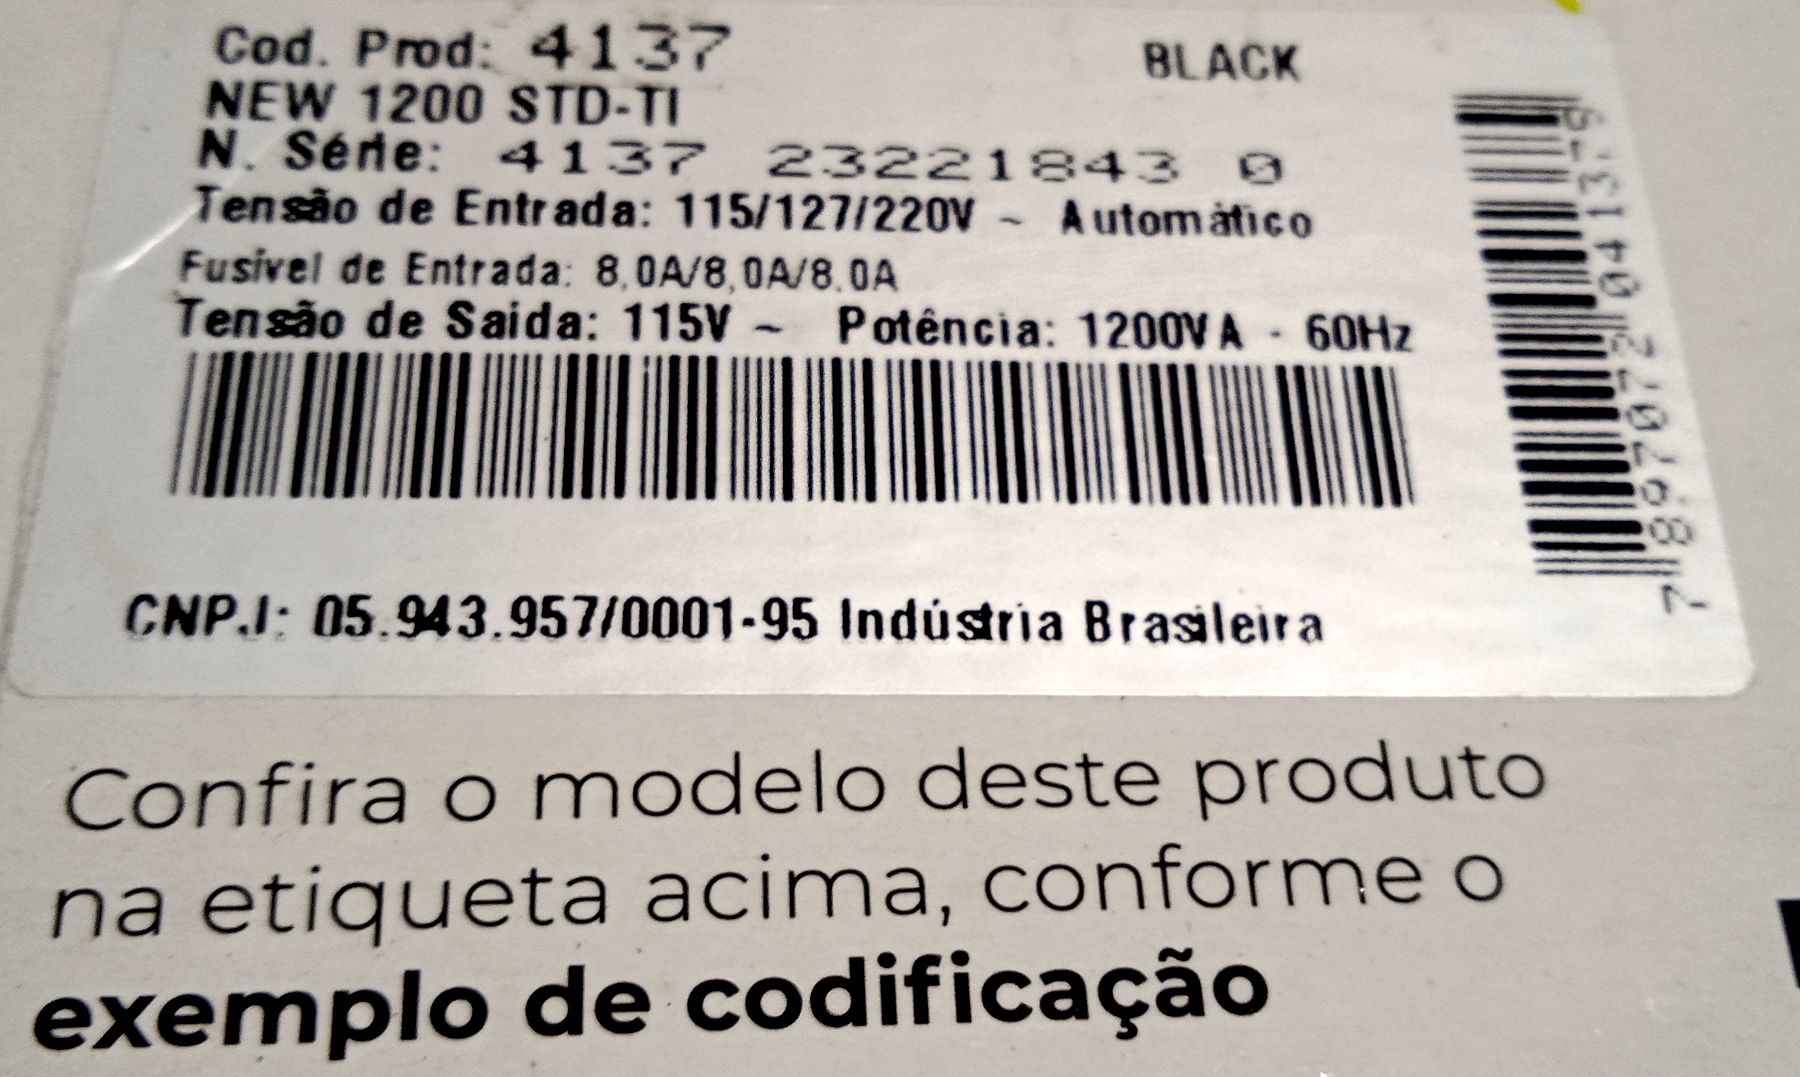 Cod. Prod: 4137
BLACK
NEW 1200 STD-TI
N. Série: 4137 23221843 0
Tensão de Entrada: 115/127/220V ~ Automático
Fusível de Entrada: 8,0A/8,0A/8.0A
Tensão de Saida: 115V ~ Potência: 1200VA - 60Hz
CNPJ: 05.943.957/0001-95 Indústria Brasileira
Confira o modelo deste produto
na etiqueta acima, conforme o
exemplo de codificação